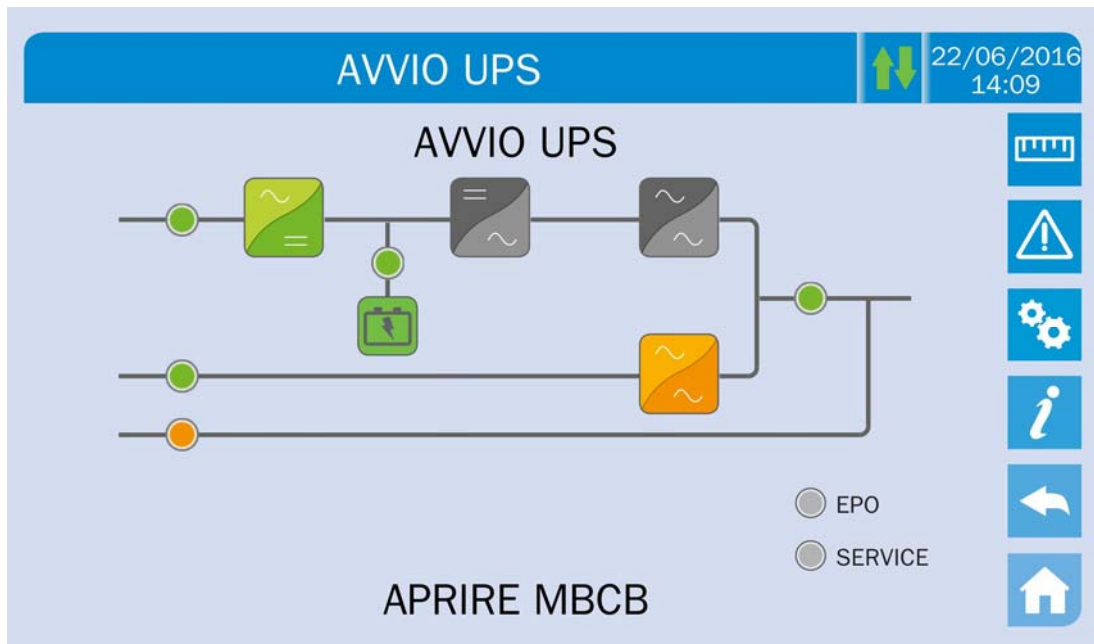 AVVIO UPS
22/06/2016
14:09
AVVIO UPS
EPO
SERVICE
APRIRE MBCB